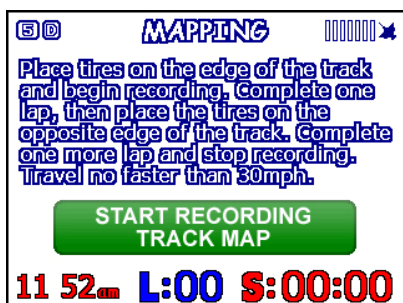 5 D MAPPING
Place tires on the edge of the track
and begin recording. Complete one
lap, then place the tires on the
opposite edge of the track. Complete
one more lap and stop recording.
Travel no faster than 30mph.
START RECORDING
TRACK MAP
11 52am L:00 S:00:00